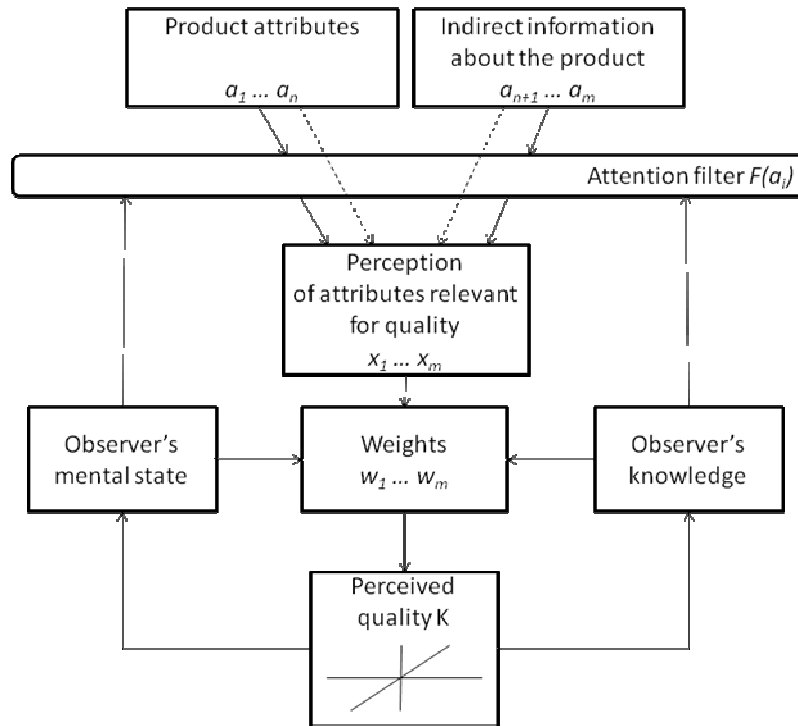 Product attributes
a₁ ... aₙ
Indirect information
about the product
aₙ₊₁ ... aₘ
Attention filter F(aᵢ)
Perception
of attributes relevant
for quality
x₁ ... xₘ
Observer’s
mental state
Weights
w₁ ... wₘ
Observer’s
knowledge
Perceived
quality K